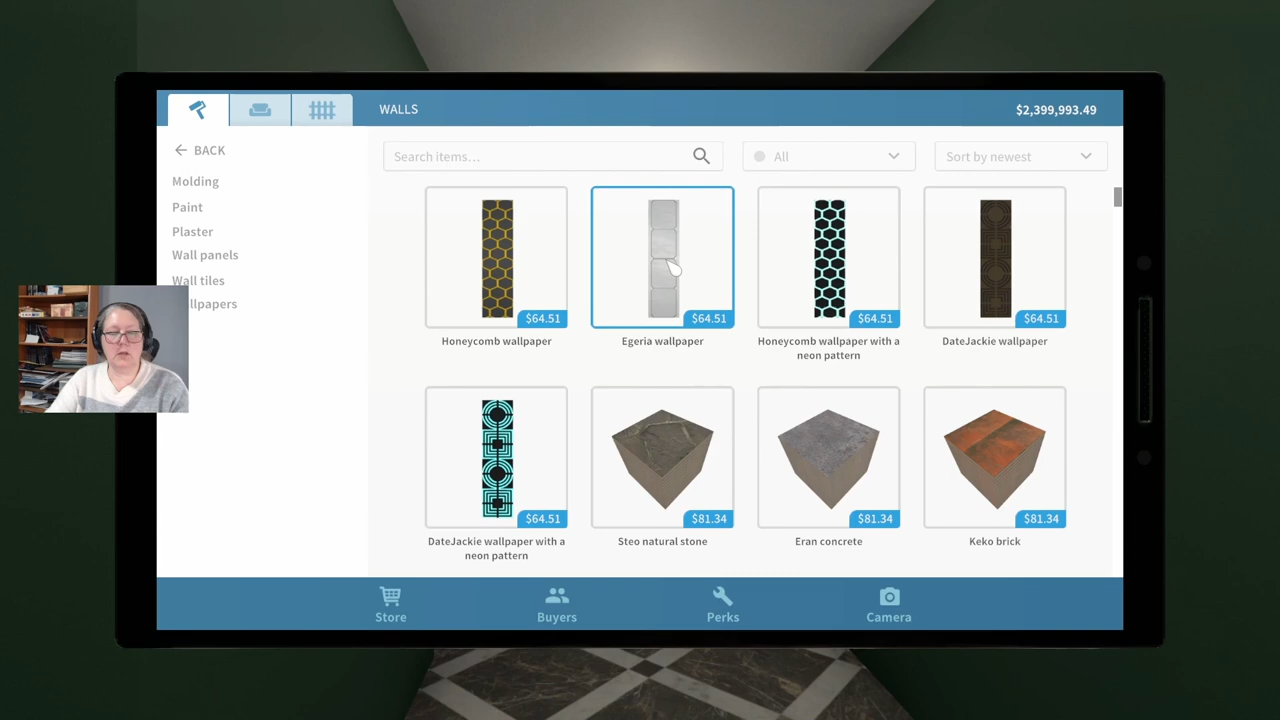 WALLS
$2,399,993.49
BACK
Search items...
All
Sort by newest
Molding
Paint
Plaster
Wall panels
Wall tiles
llpapers
$64.51
$64.51
$64.51
$64.51
Honeycomb wallpaper
Egeria wallpaper
Honeycomb wallpaper with a
neon pattern
DateJackie wallpaper
$64.51
$81.34
$81.34
$81.34
DateJackie wallpaper with a
neon pattern
Steo natural stone
Eran concrete
Keko brick
Store
Buyers
Perks
Camera